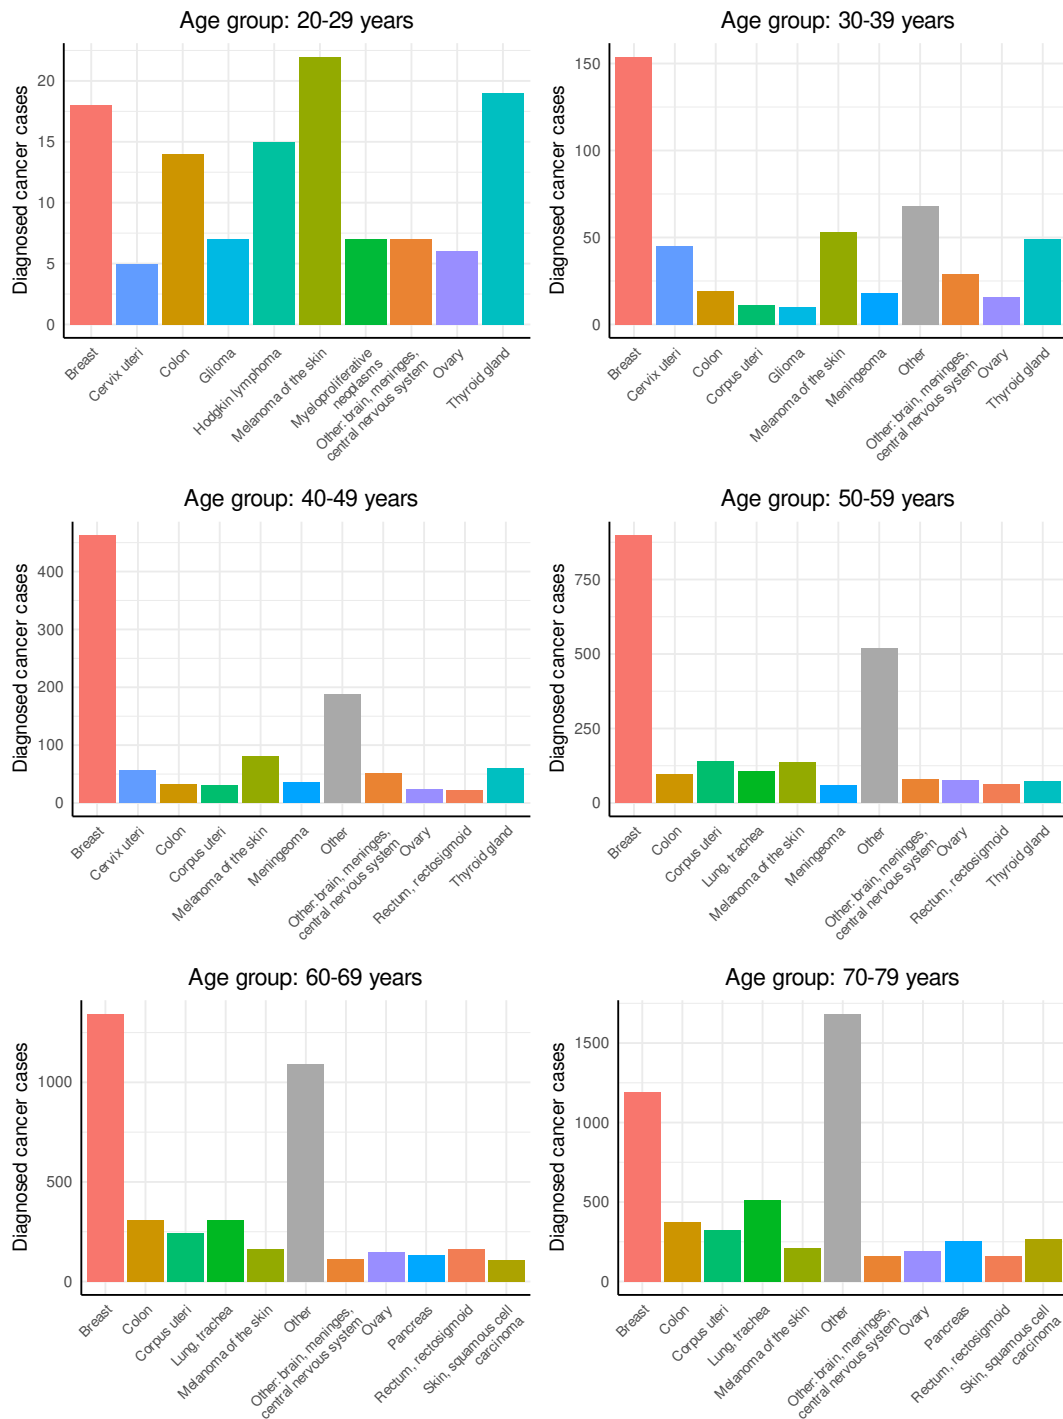 Age group: 20-29 years
Diagnosed cancer cases
20
15
10
5
0
Breast
Cervix uteri
Colon
Glioma
Hodgkin lymphoma
Melanoma of the skin
Myeloproliferative
neoplasms
Other: brain, meninges,
central nervous system
Ovary
Thyroid gland
Age group: 30-39 years
Diagnosed cancer cases
150
100
50
0
Breast
Cervix uteri
Colon
Corpus uteri
Glioma
Melanoma of the skin
Meningeoma
Other
Other: brain, meninges,
central nervous system
Ovary
Thyroid gland
Age group: 40-49 years
Diagnosed cancer cases
400
300
200
100
0
Breast
Cervix uteri
Colon
Corpus uteri
Melanoma of the skin
Meningeoma
Other
Other: brain, meninges,
central nervous system
Ovary
Rectum, rectosigmoid
Thyroid gland
Age group: 50-59 years
Diagnosed cancer cases
750
500
250
0
Breast
Colon
Corpus uteri
Lung, trachea
Melanoma of the skin
Meningeoma
Other
Other: brain, meninges,
central nervous system
Ovary
Rectum, rectosigmoid
Thyroid gland
Age group: 60-69 years
Diagnosed cancer cases
1000
500
0
Breast
Colon
Corpus uteri
Lung, trachea
Melanoma of the skin
Other
Other: brain, meninges,
central nervous system
Ovary
Pancreas
Rectum, rectosigmoid
Skin, squamous cell
carcinoma
Age group: 70-79 years
Diagnosed cancer cases
1500
1000
500
0
Breast
Colon
Corpus uteri
Lung, trachea
Melanoma of the skin
Other
Other: brain, meninges,
central nervous system
Ovary
Pancreas
Rectum, rectosigmoid
Skin, squamous cell
carcinoma